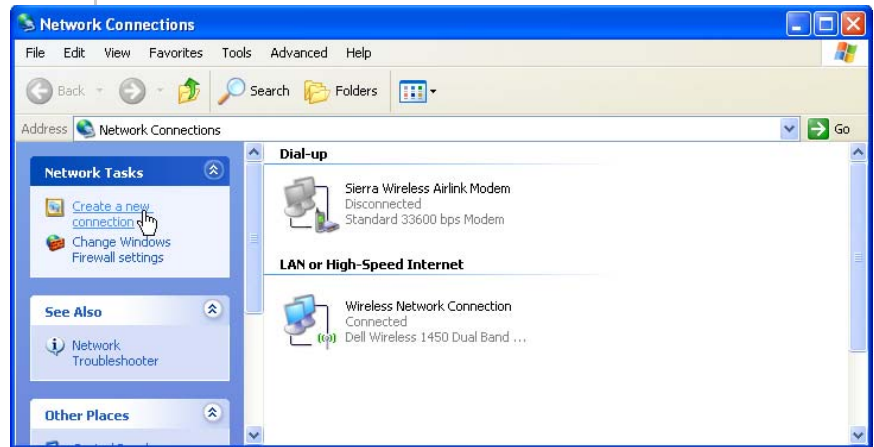 Network Connections
File Edit View Favorites Tools Advanced Help
Back Search Folders
Address Network Connections Go
Network Tasks
Create a new
connection
Change Windows
Firewall settings
See Also
Network
Troubleshooter
Other Places
Dial-up
Sierra Wireless Airlink Modem
Disconnected
Standard 33600 bps Modem
LAN or High-Speed Internet
Wireless Network Connection
Connected
Dell Wireless 1450 Dual Band ...